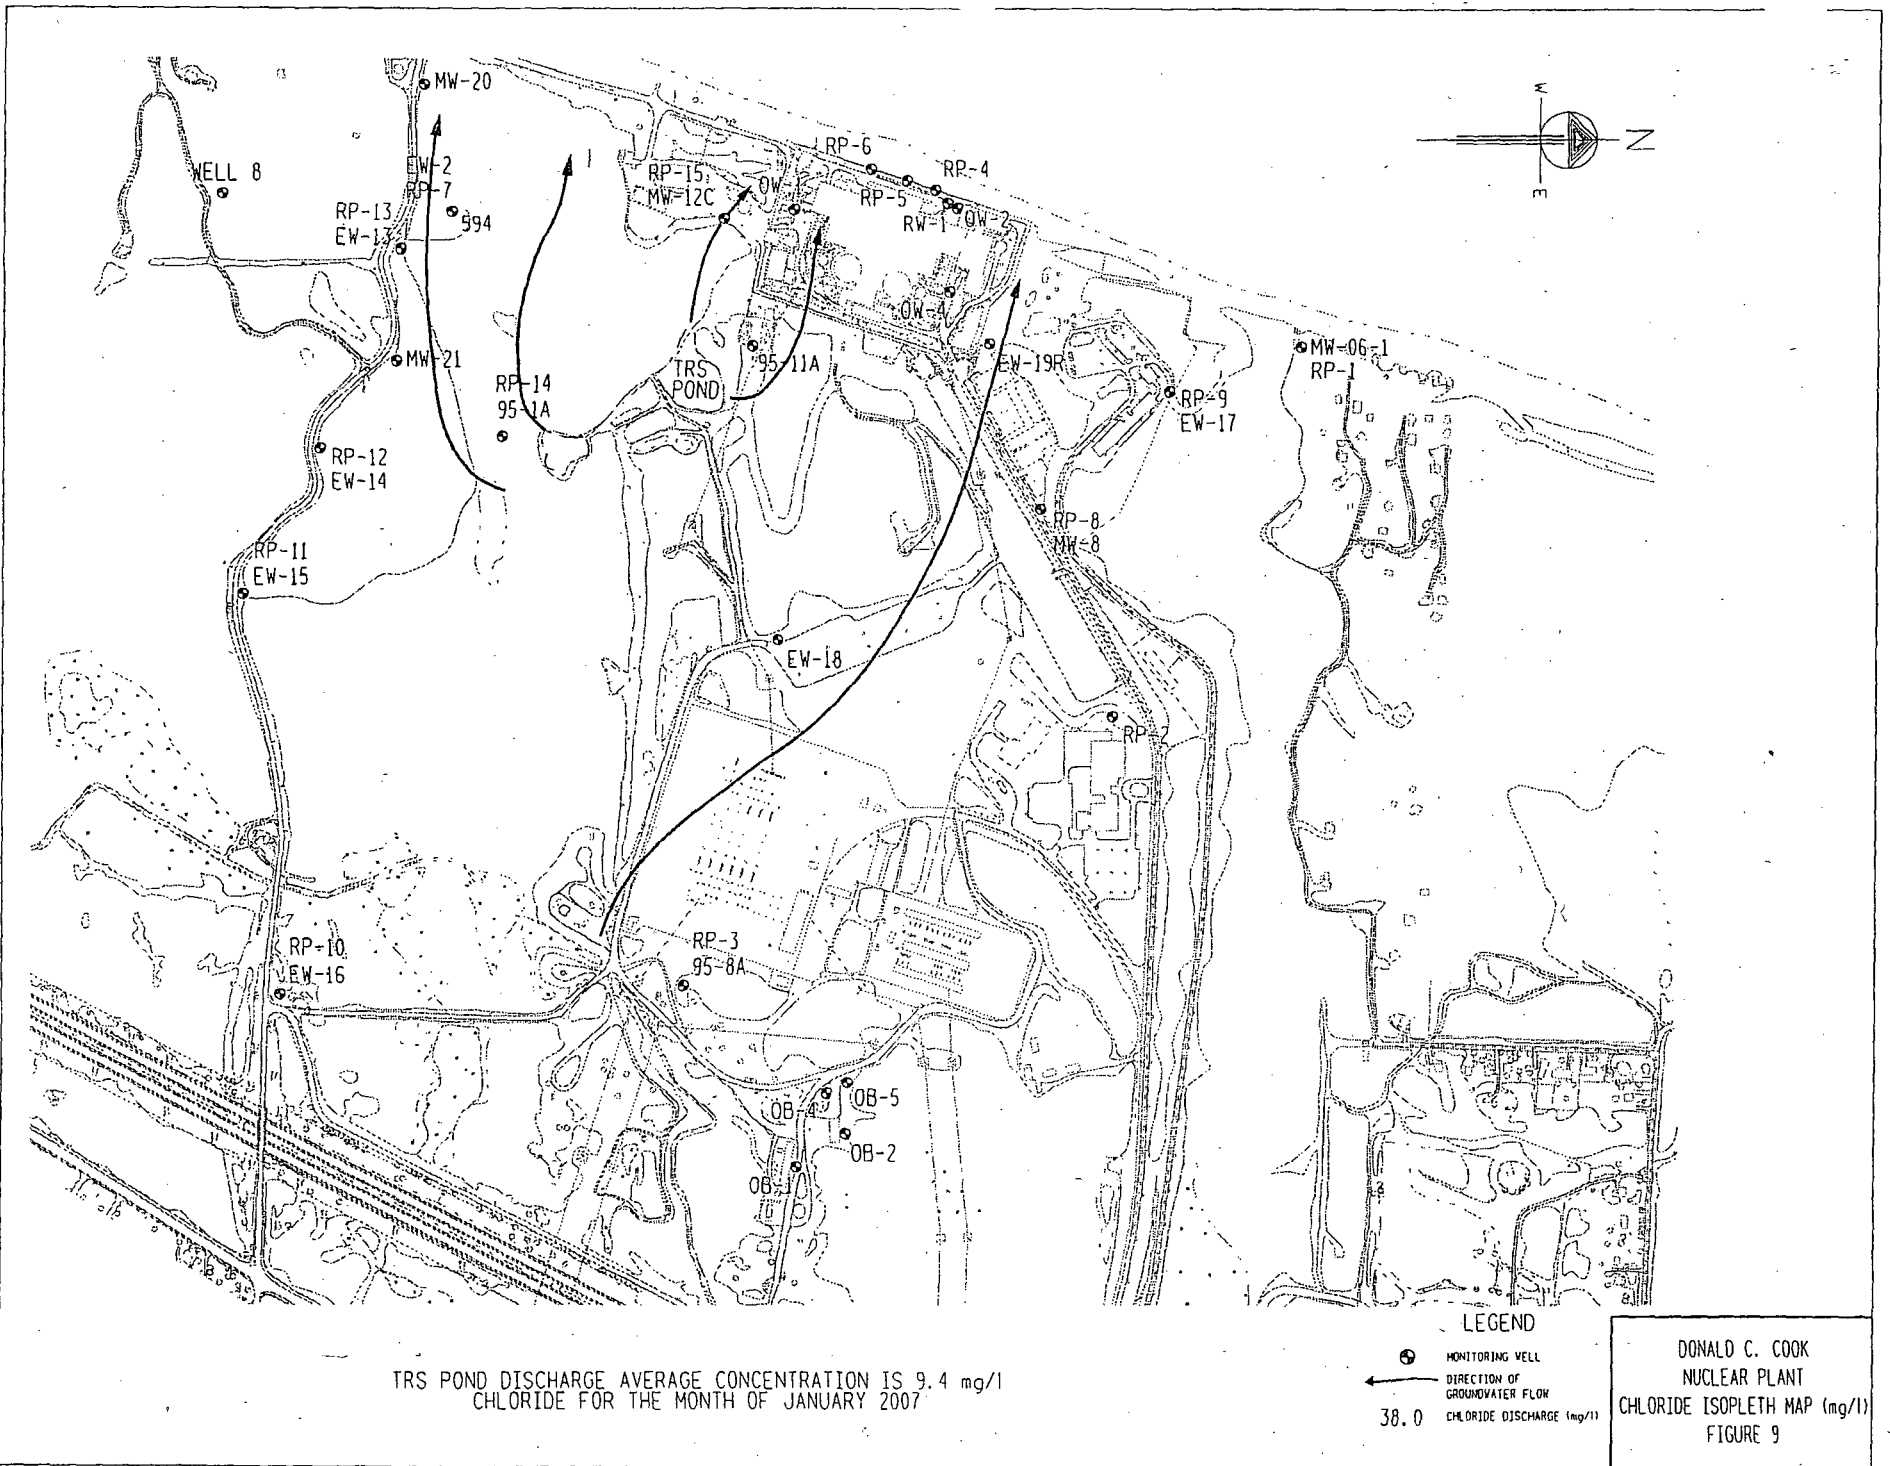 MW-20
WELL 8
EW-2
RP-7
594
RP-13
EW-13
RP-15
MW-12C
OW-1
RP-6
RP-5
RP-4
RW-1
OW-2
OW-4
W
N
E
MW-21
RP-14
95-1A
TRS
POND
95-11A
EW-19R
MW-06-1
RP-1
RP-9
EW-17
RP-12
EW-14
RP-8
MW-8
RP-11
EW-15
EW-18
RP-2
RP-10
EW-16
RP-3
95-8A
OB-4
OB-5
OB-2
OB-1
TRS POND DISCHARGE AVERAGE CONCENTRATION IS 9.4 mg/l
CHLORIDE FOR THE MONTH OF JANUARY 2007
LEGEND
MONITORING WELL
DIRECTION OF
GROUNDWATER FLOW
38.0 CHLORIDE DISCHARGE (mg/l)
DONALD C. COOK
NUCLEAR PLANT
CHLORIDE ISOPLETH MAP (mg/l)
FIGURE 9